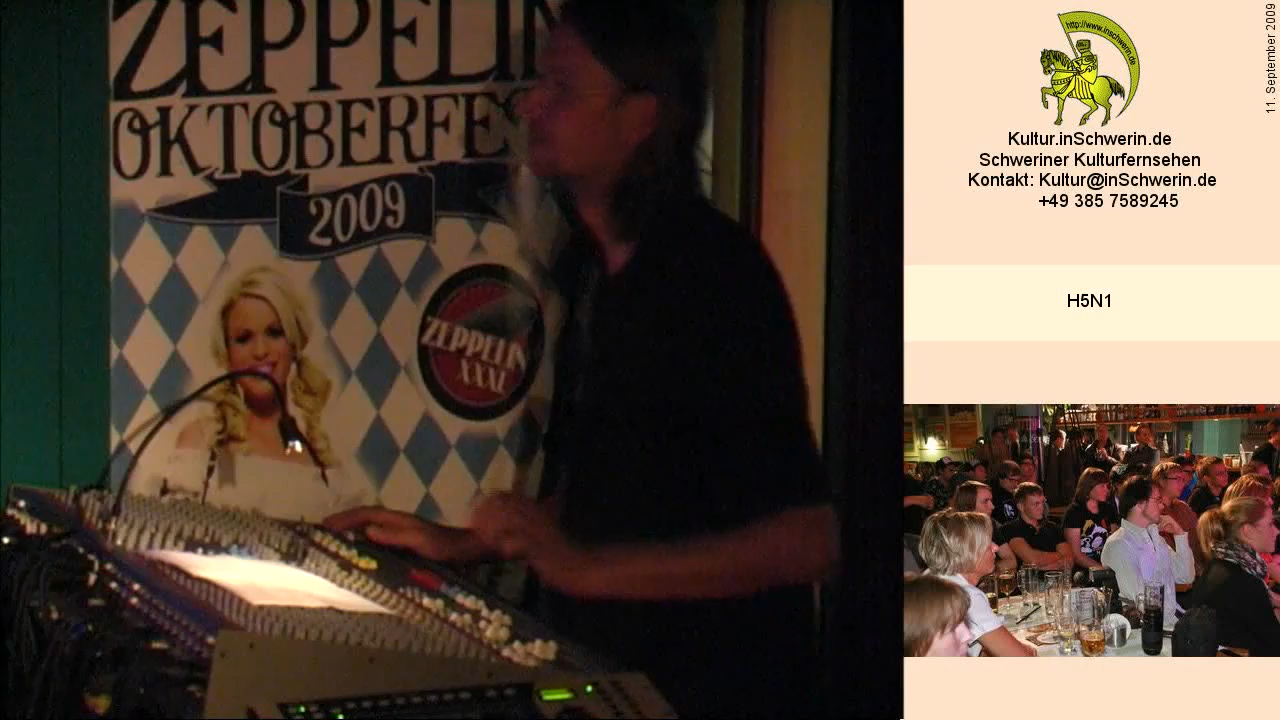 ZEPPELIN
OKTOBERFES
2009
ZEPPELIN
XXXL
http://www.inschwerin.de
11. September 2009
Kultur.inSchwerin.de
Schweriner Kulturfernsehen
Kontakt: Kultur@inSchwerin.de
+49 385 7589245
H5N1